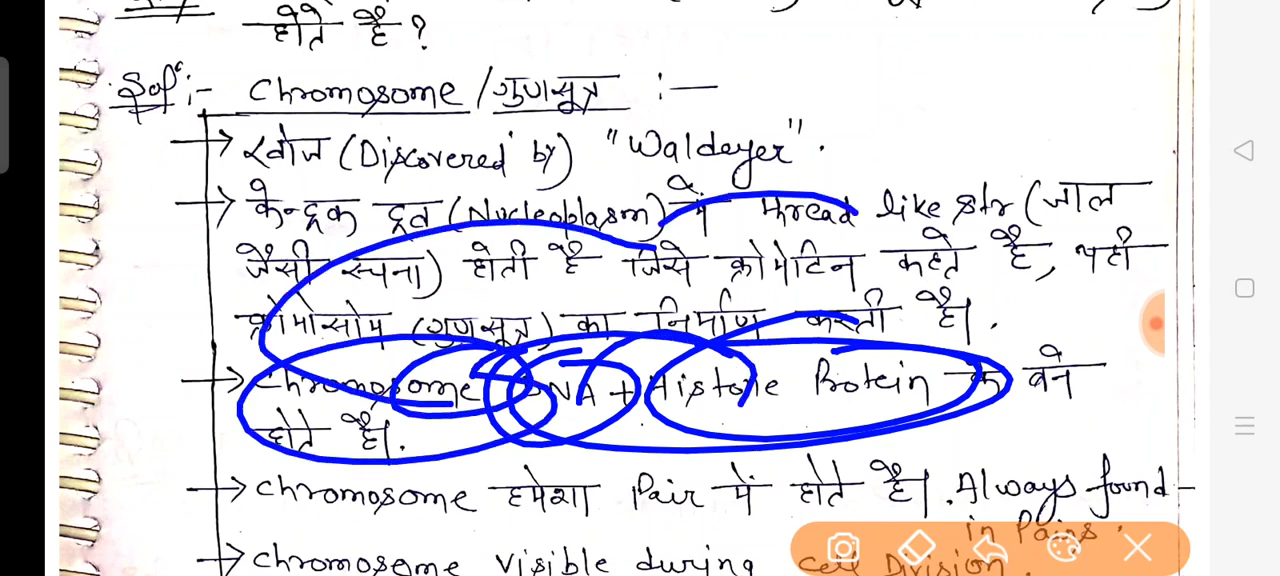 होते है ?
Solⁿ:- Chromosome / गुणसूत्र :—
→ खोज (Discovered by) "Waldeyer".
→ केन्द्रक द्रव (Nucleoplasm) में thread like str (जाल
जैसी रचना) होती है जिसे क्रोमेटिन कहते है, यही
क्रोमोसोम (गुणसूत्र) का निर्माण करती है।
→ Chromosome DNA + Histone Protein के बने
होते है।
→ Chromosome हमेशा Pair में होते है। Always found
in Pairs.
→ chromosome visible during cell Division.